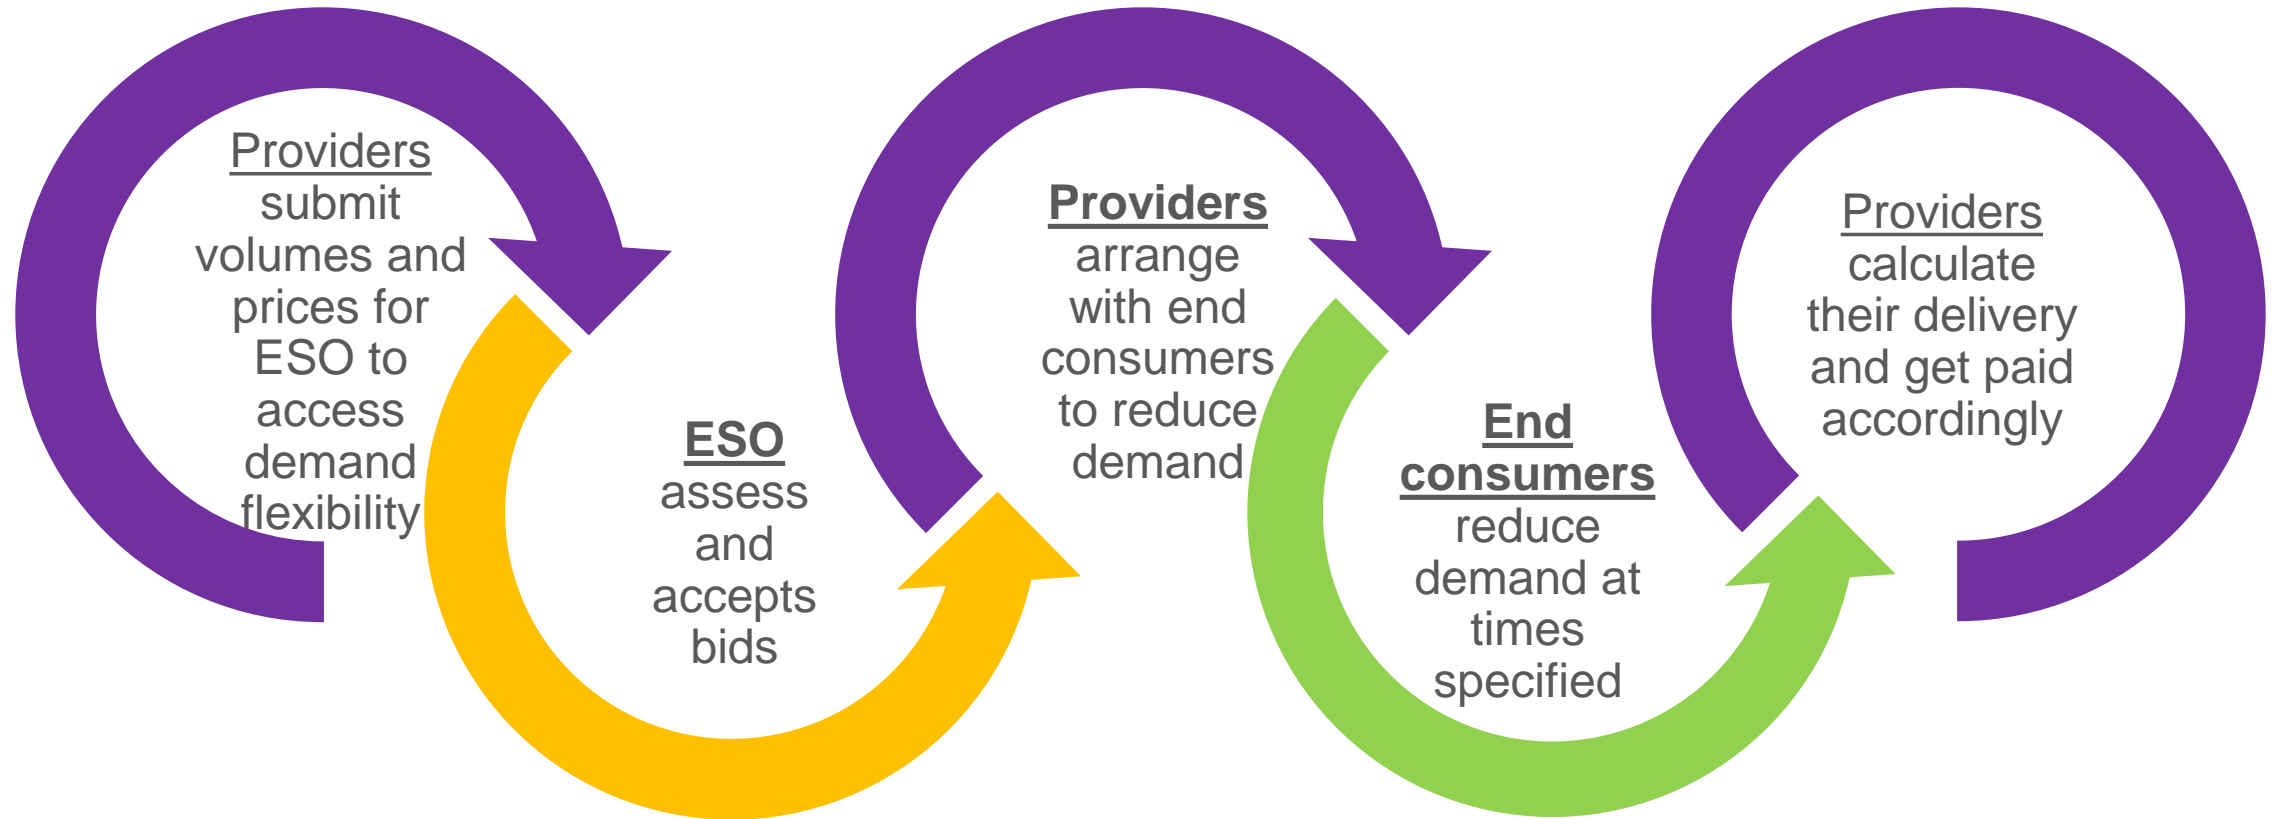 Providers
submit
volumes and
prices for
ESO to
access
demand
flexibility
ESO
assess
and
accepts
bids
Providers
arrange
with end
consumers
to reduce
demand
End
consumers
reduce
demand at
times
specified
Providers
calculate
their delivery
and get paid
accordingly